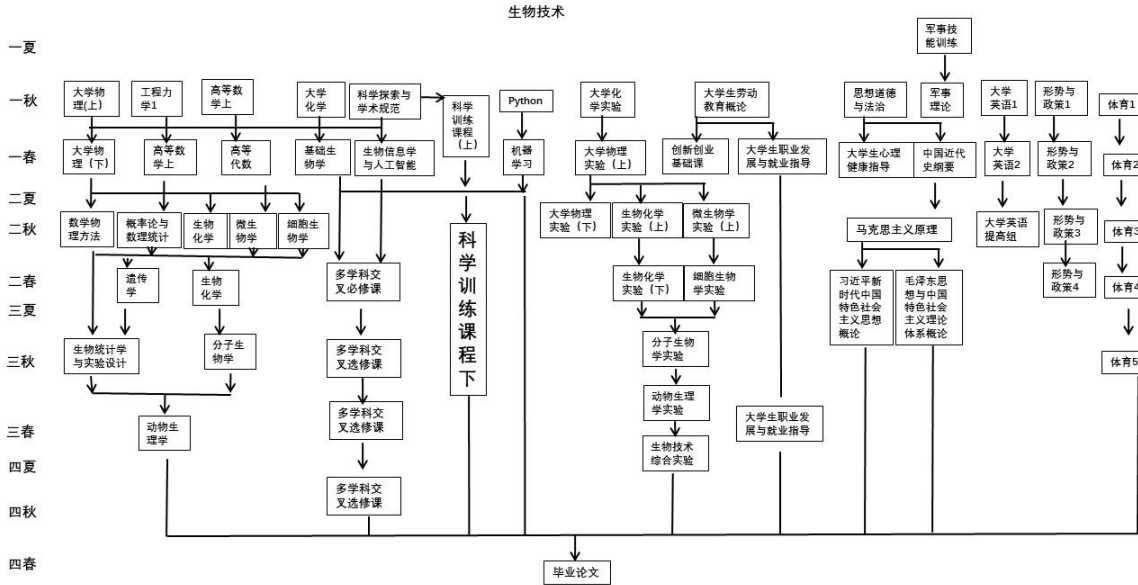 生物技术
军事技
能训练
一夏
一秋
大学物
理(上)
工程力
学1
高等数
学上
大学
化学
科学探索与
学术规范
科学
训练
课程
(上)
Python
大学化
学实验
大学生劳动
教育概论
思想道德
与法治
军事
理论
大学
英语1
形势与
政策1
体育1
一春
大学物
理(下)
高等数
学上
高等
代数
基础生
物学
生物信息学
与人工智能
机器
学习
大学物理
实验(上)
创新创业
基础课
大学生职业发
展与就业指导
大学生心理
健康指导
中国近代
史纲要
大学
英语2
形势与
政策2
体育2
二夏
二秋
数学物
理方法
概率论与
数理统计
生物
化学
微生
物学
细胞生
物学
科学训练课程下
大学物理
实验(下)
生物化学
实验(上)
微生物学
实验(上)
马克思主义原理
大学英语
提高组
形势与
政策3
体育3
二春
遗传
学
生物
化学
多学科交
叉必修课
生物化学
实验(下)
细胞生物
学实验
习近平新
时代中国
特色社会
主义思想
概论
毛泽东思
想与中国
特色社会
主义理论
体系概论
形势与
政策4
体育4
三夏
三秋
生物统计学
与实验设计
分子生
物学
多学科交
叉选修课
分子生物
学实验
体育5
动物生理
学实验
三春
动物生
理学
多学科交
叉选修课
大学生职业发
展与就业指导
生物技术
综合实验
四夏
多学科交
叉选修课
四秋
四春
毕业论文